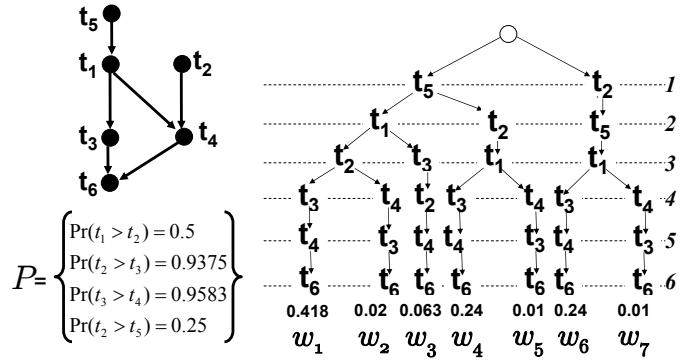 t5
t1 t2
t3 t4
t6
P= { Pr(t1 > t2) = 0.5
Pr(t2 > t3) = 0.9375
Pr(t3 > t4) = 0.9583
Pr(t2 > t5) = 0.25 }
t5 t2 1
t1 t2 t5 2
t2 t3 t1 t1 3
t3 t4 t2 t3 t4 t3 t4 4
t4 t3 t4 t4 t3 t4 t3 5
t6 t6 t6 t6 t6 t6 t6 6
0.418 0.02 0.063 0.24 0.01 0.24 0.01
w1 w2 w3 w4 w5 w6 w7